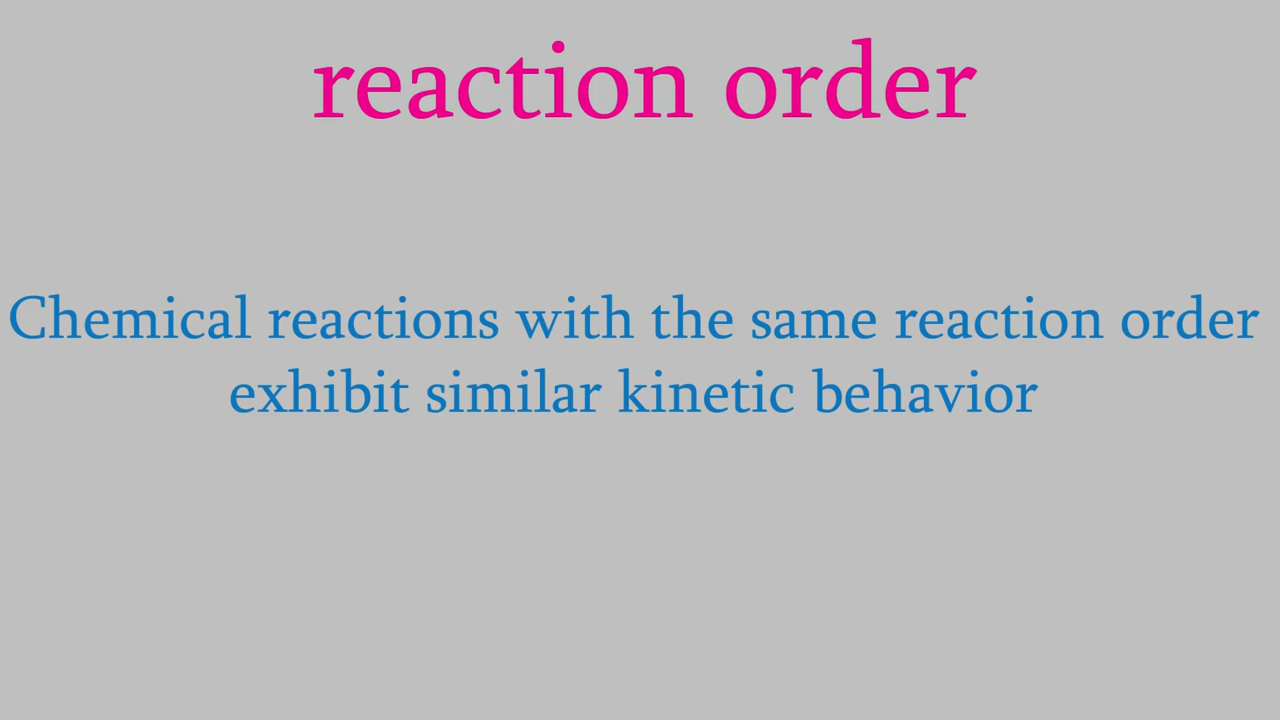 reaction order
Chemical reactions with the same reaction order
exhibit similar kinetic behavior